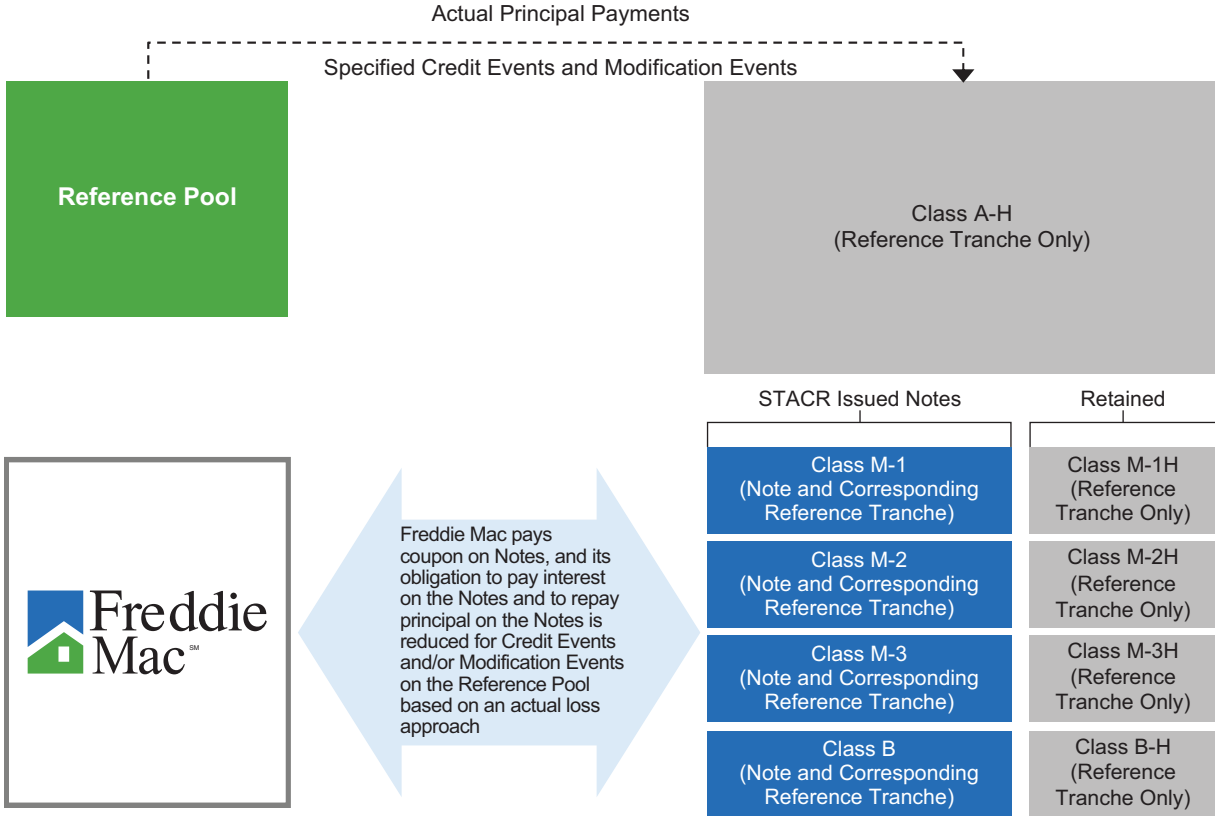 Actual Principal Payments
Specified Credit Events and Modification Events
Reference Pool
Class A-H
(Reference Tranche Only)
STACR Issued Notes
Retained
Class M-1
(Note and Corresponding
Reference Tranche)
Class M-1H
(Reference
Tranche Only)
Class M-2
(Note and Corresponding
Reference Tranche)
Class M-2H
(Reference
Tranche Only)
Class M-3
(Note and Corresponding
Reference Tranche)
Class M-3H
(Reference
Tranche Only)
Class B
(Note and Corresponding
Reference Tranche)
Class B-H
(Reference
Tranche Only)
Freddie Mac pays
coupon on Notes, and its
obligation to pay interest
on the Notes and to repay
principal on the Notes is
reduced for Credit Events
and/or Modification Events
on the Reference Pool
based on an actual loss
approach
Freddie
Mac℠